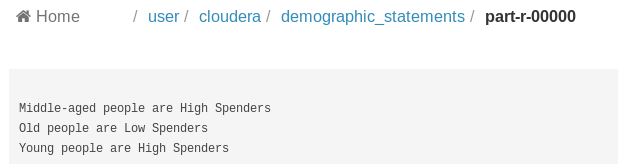 Home / user / cloudera / demographic_statements / part-r-00000
Middle-aged people are High Spenders
Old people are Low Spenders
Young people are High Spenders